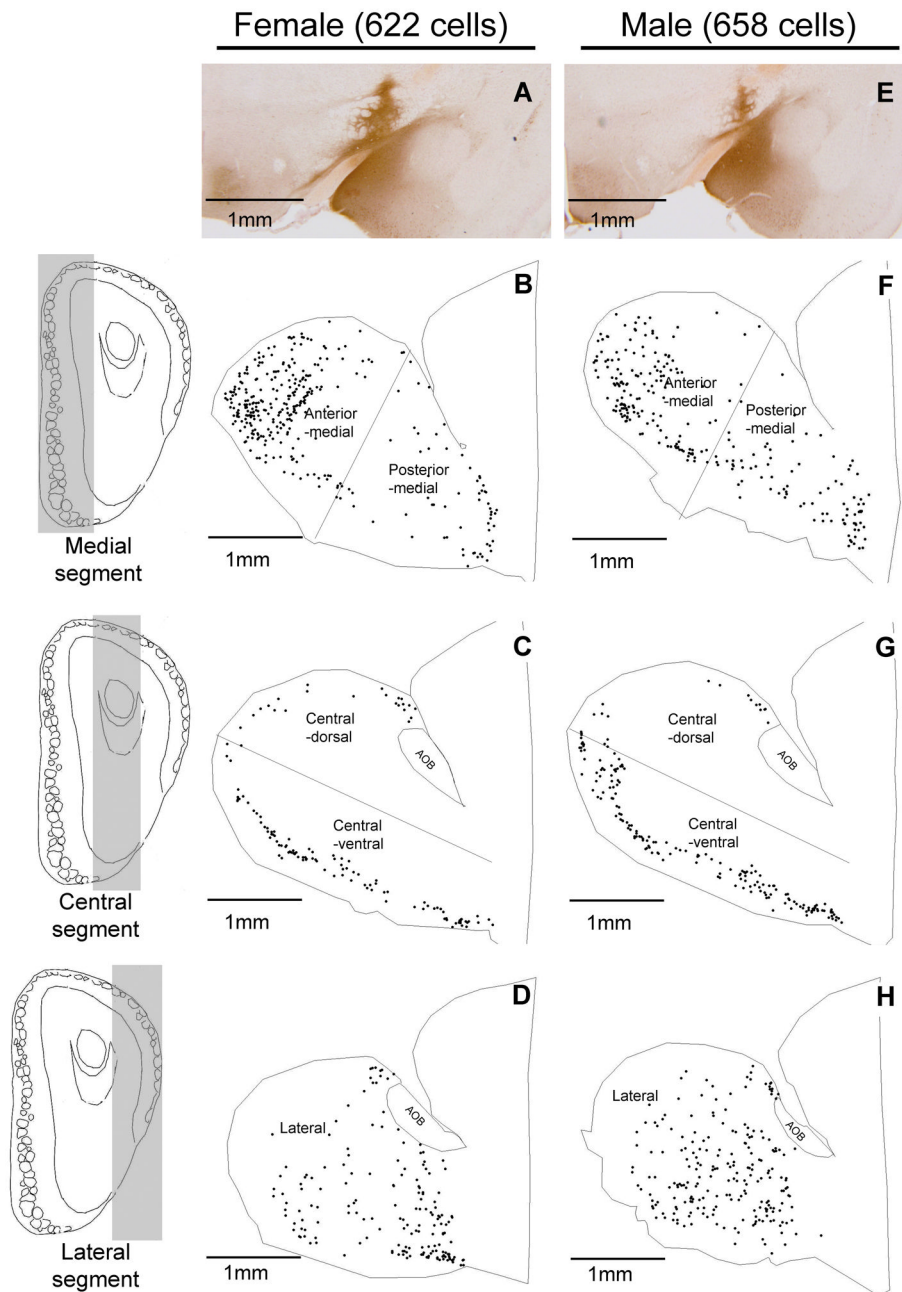 Female (622 cells)
Male (658 cells)
A
E
1mm
1mm
B
F
Anterior
-medial
Posterior
-medial
Anterior
-medial
Posterior
-medial
1mm
1mm
Medial
segment
C
G
Central
-dorsal
AOB
Central
-ventral
Central
-dorsal
AOB
Central
-ventral
1mm
1mm
Central
segment
D
H
Lateral
AOB
Lateral
AOB
1mm
1mm
Lateral
segment